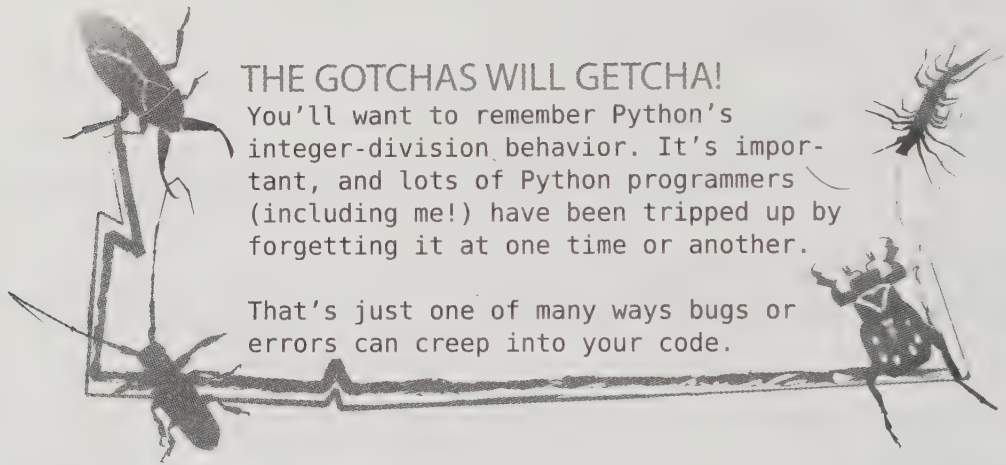 THE GOTCHAS WILL GETCHA!
You'll want to remember Python's
integer-division behavior. It's impor-
tant, and lots of Python programmers
(including me!) have been tripped up by
forgetting it at one time or another.
That's just one of many ways bugs or
errors can creep into your code.